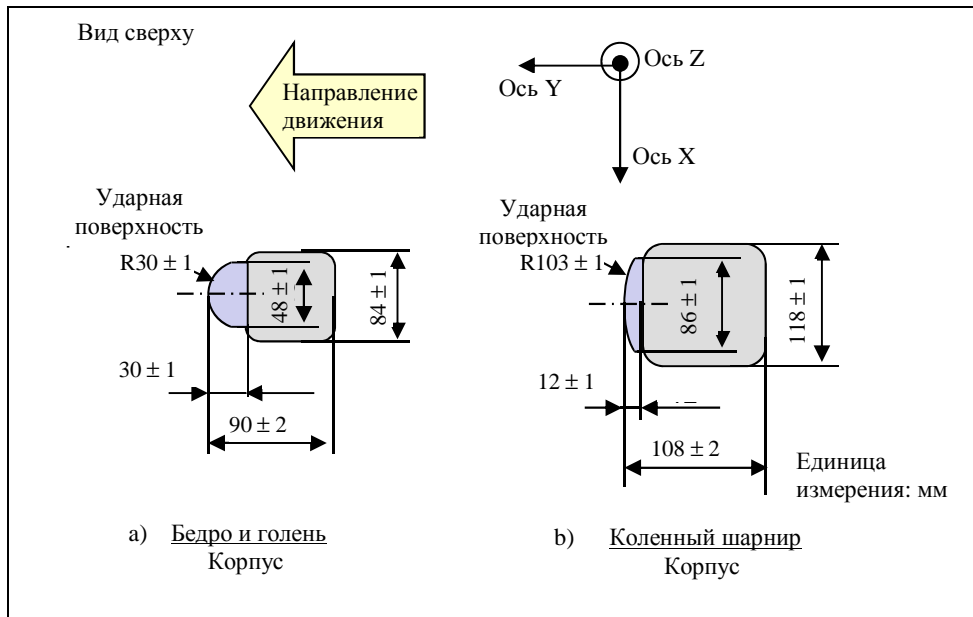 Вид сверху
Направление
движения
Ось Z
Ось Y
Ось X
Ударная
поверхность
R30 ± 1
48 ± 1
84 ± 1
30 ± 1
90 ± 2
Ударная
поверхность
R103 ± 1
86 ± 1
118 ± 1
12 ± 1
108 ± 2
Единица
измерения: мм
a) Бедро и голень
Корпус
b) Коленный шарнир
Корпус